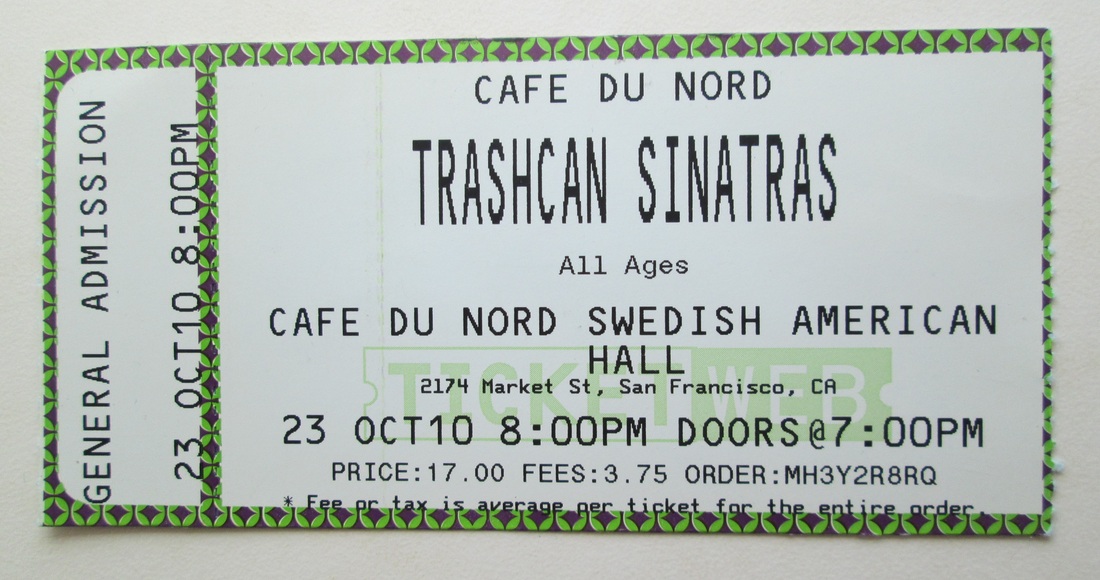 GENERAL ADMISSION
23 OCT10 8:00PM
CAFE DU NORD
TRASHCAN SINATRAS
All Ages
CAFE DU NORD SWEDISH AMERICAN
HALL
TICKETWEB
2174 Market St, San Francisco, CA
23 OCT10 8:00PM DOORS@7:00PM
PRICE:17.00 FEES:3.75 ORDER:MH3Y2R8RQ
* Fee or tax is average per ticket for the entire order.